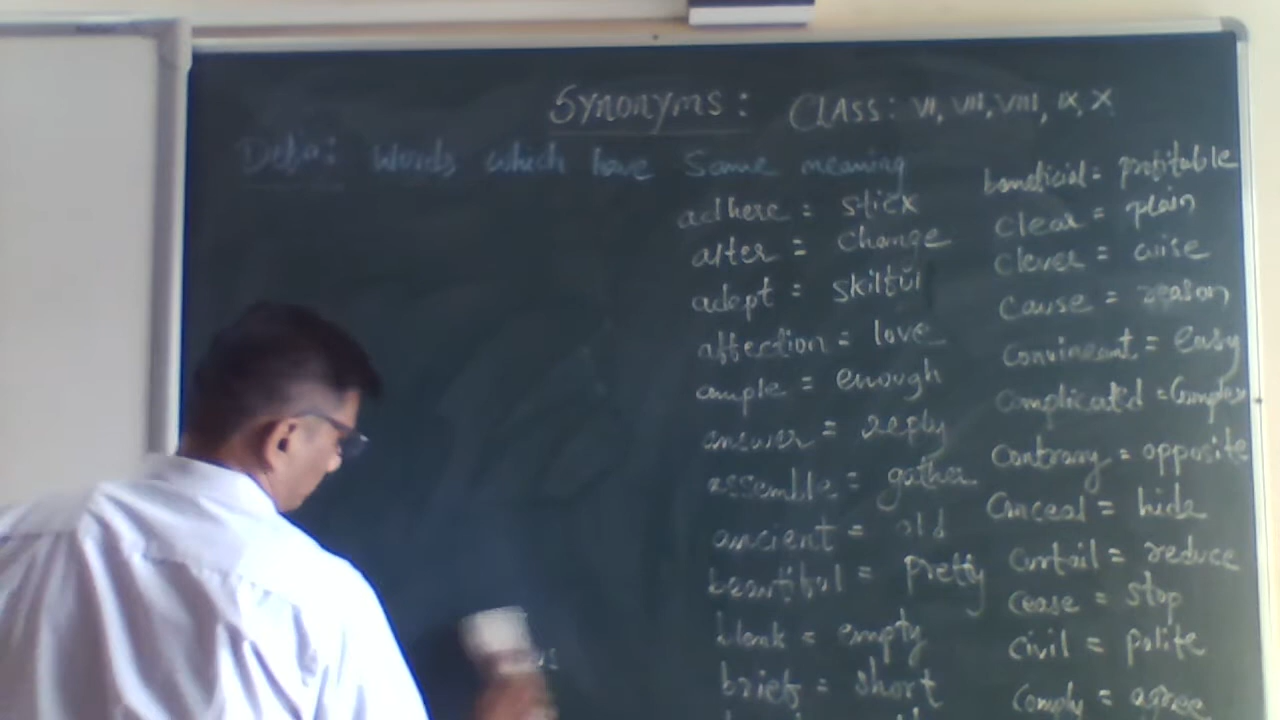 Synonyms: CLASS: VI, VII, VIII, IX, X
Defn: Words which have Same meaning
adhere = stick
alter = change
adept = skilful
affection = love
ample = enough
answer = reply
assemble = gather
ancient = old
beautiful = pretty
blank = empty
brief = short
beneficial = profitable
Clear = plain
Clever = wise
Cause = reason
Convineant = easy
Complicated = Complex
Contrary = opposite
Conceal = hide
Curtail = reduce
Cease = stop
Civil = polite
Comply = agree